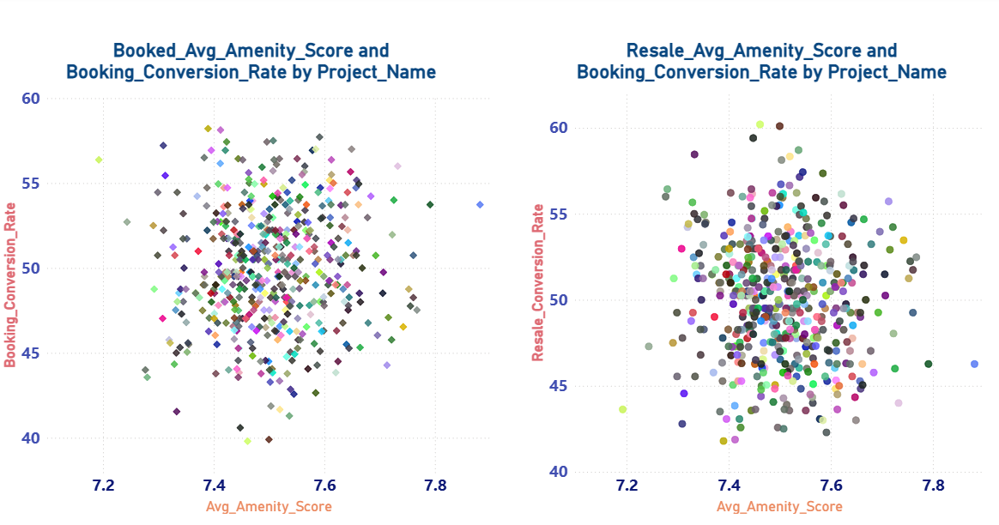 Booked_Avg_Amenity_Score and
Booking_Conversion_Rate by Project_Name
60
55
50
45
40
Booking_Conversion_Rate
7.2 7.4 7.6 7.8
Avg_Amenity_Score
Resale_Avg_Amenity_Score and
Booking_Conversion_Rate by Project_Name
60
55
50
45
40
Resale_Conversion_Rate
7.2 7.4 7.6 7.8
Avg_Amenity_Score